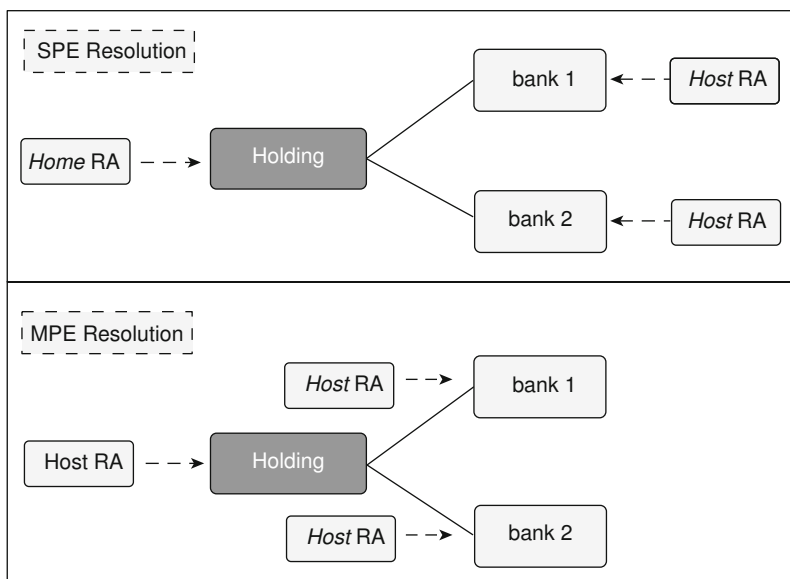 SPE Resolution
bank 1
Host RA
Home RA
Holding
bank 2
Host RA
MPE Resolution
Host RA
bank 1
Host RA
Holding
Host RA
bank 2